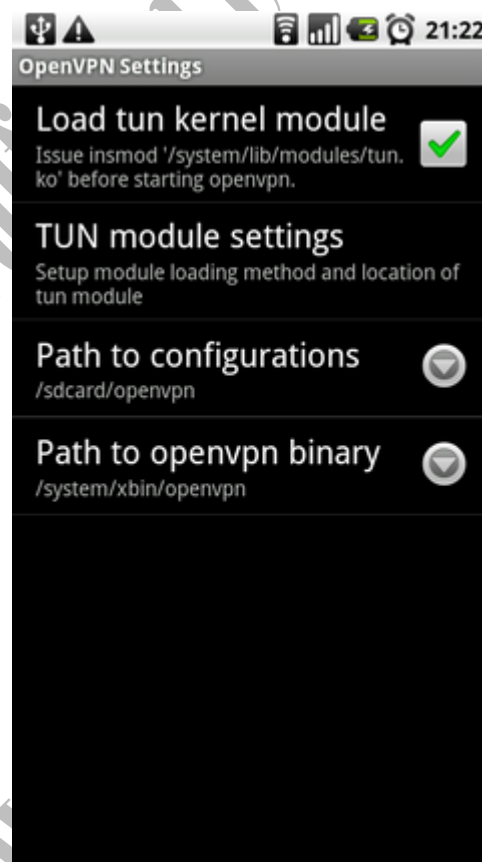 21:22
OpenVPN Settings
Load tun kernel module
Issue insmod '/system/lib/modules/tun.
ko' before starting openvpn.
TUN module settings
Setup module loading method and location of
tun module
Path to configurations
/sdcard/openvpn
Path to openvpn binary
/system/xbin/openvpn